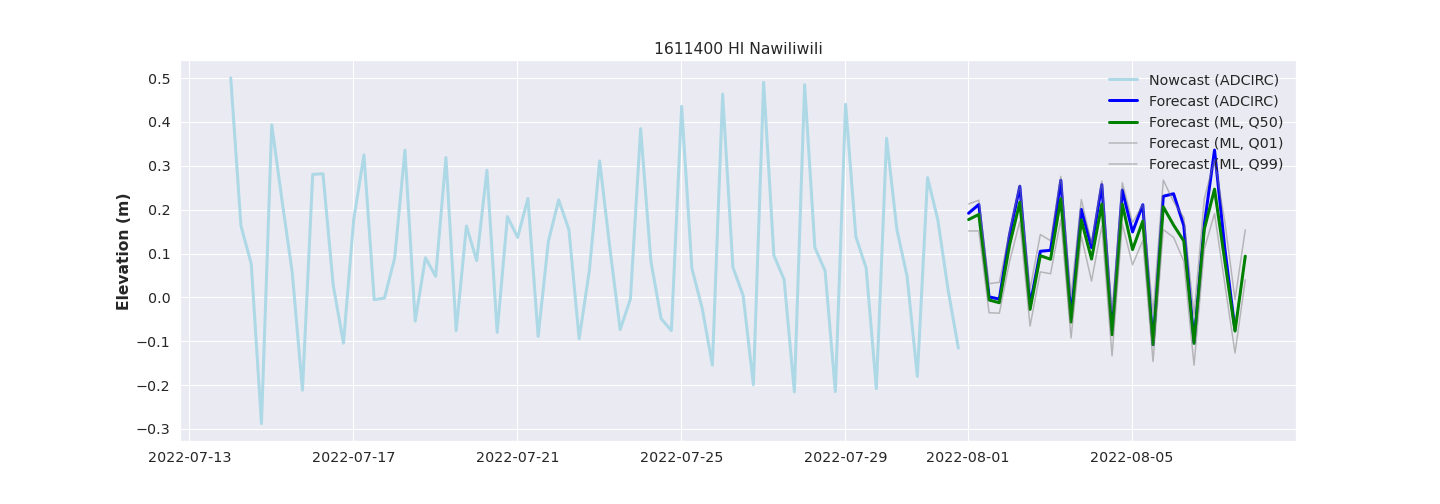 1611400 HI Nawiliwili
Elevation (m)
0.5
0.4
0.3
0.2
0.1
0.0
−0.1
−0.2
−0.3
Nowcast (ADCIRC)
Forecast (ADCIRC)
Forecast (ML, Q50)
Forecast (ML, Q01)
Forecast (ML, Q99)
2022-07-13 2022-07-17 2022-07-21 2022-07-25 2022-07-29 2022-08-01 2022-08-05